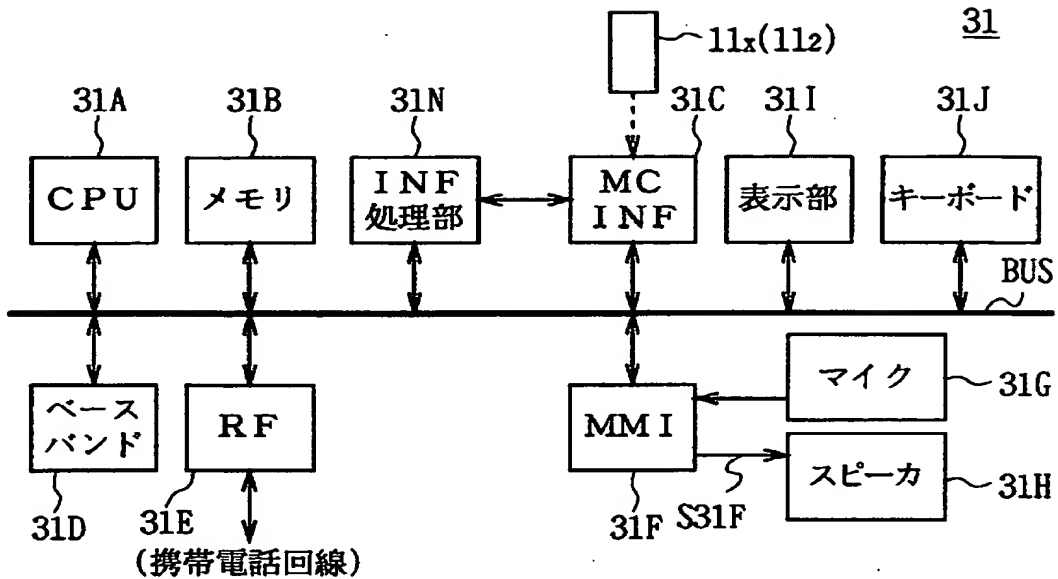 31
11x(11₂)
31A
31B
31N
31C
31I
31J
CPU
メモリ
INF
処理部
MC
INF
表示部
キーボード
BUS
ベース
バンド
RF
MMI
マイク
31G
スピーカ
31H
31D
31E
31F
S31F
(携帯電話回線)